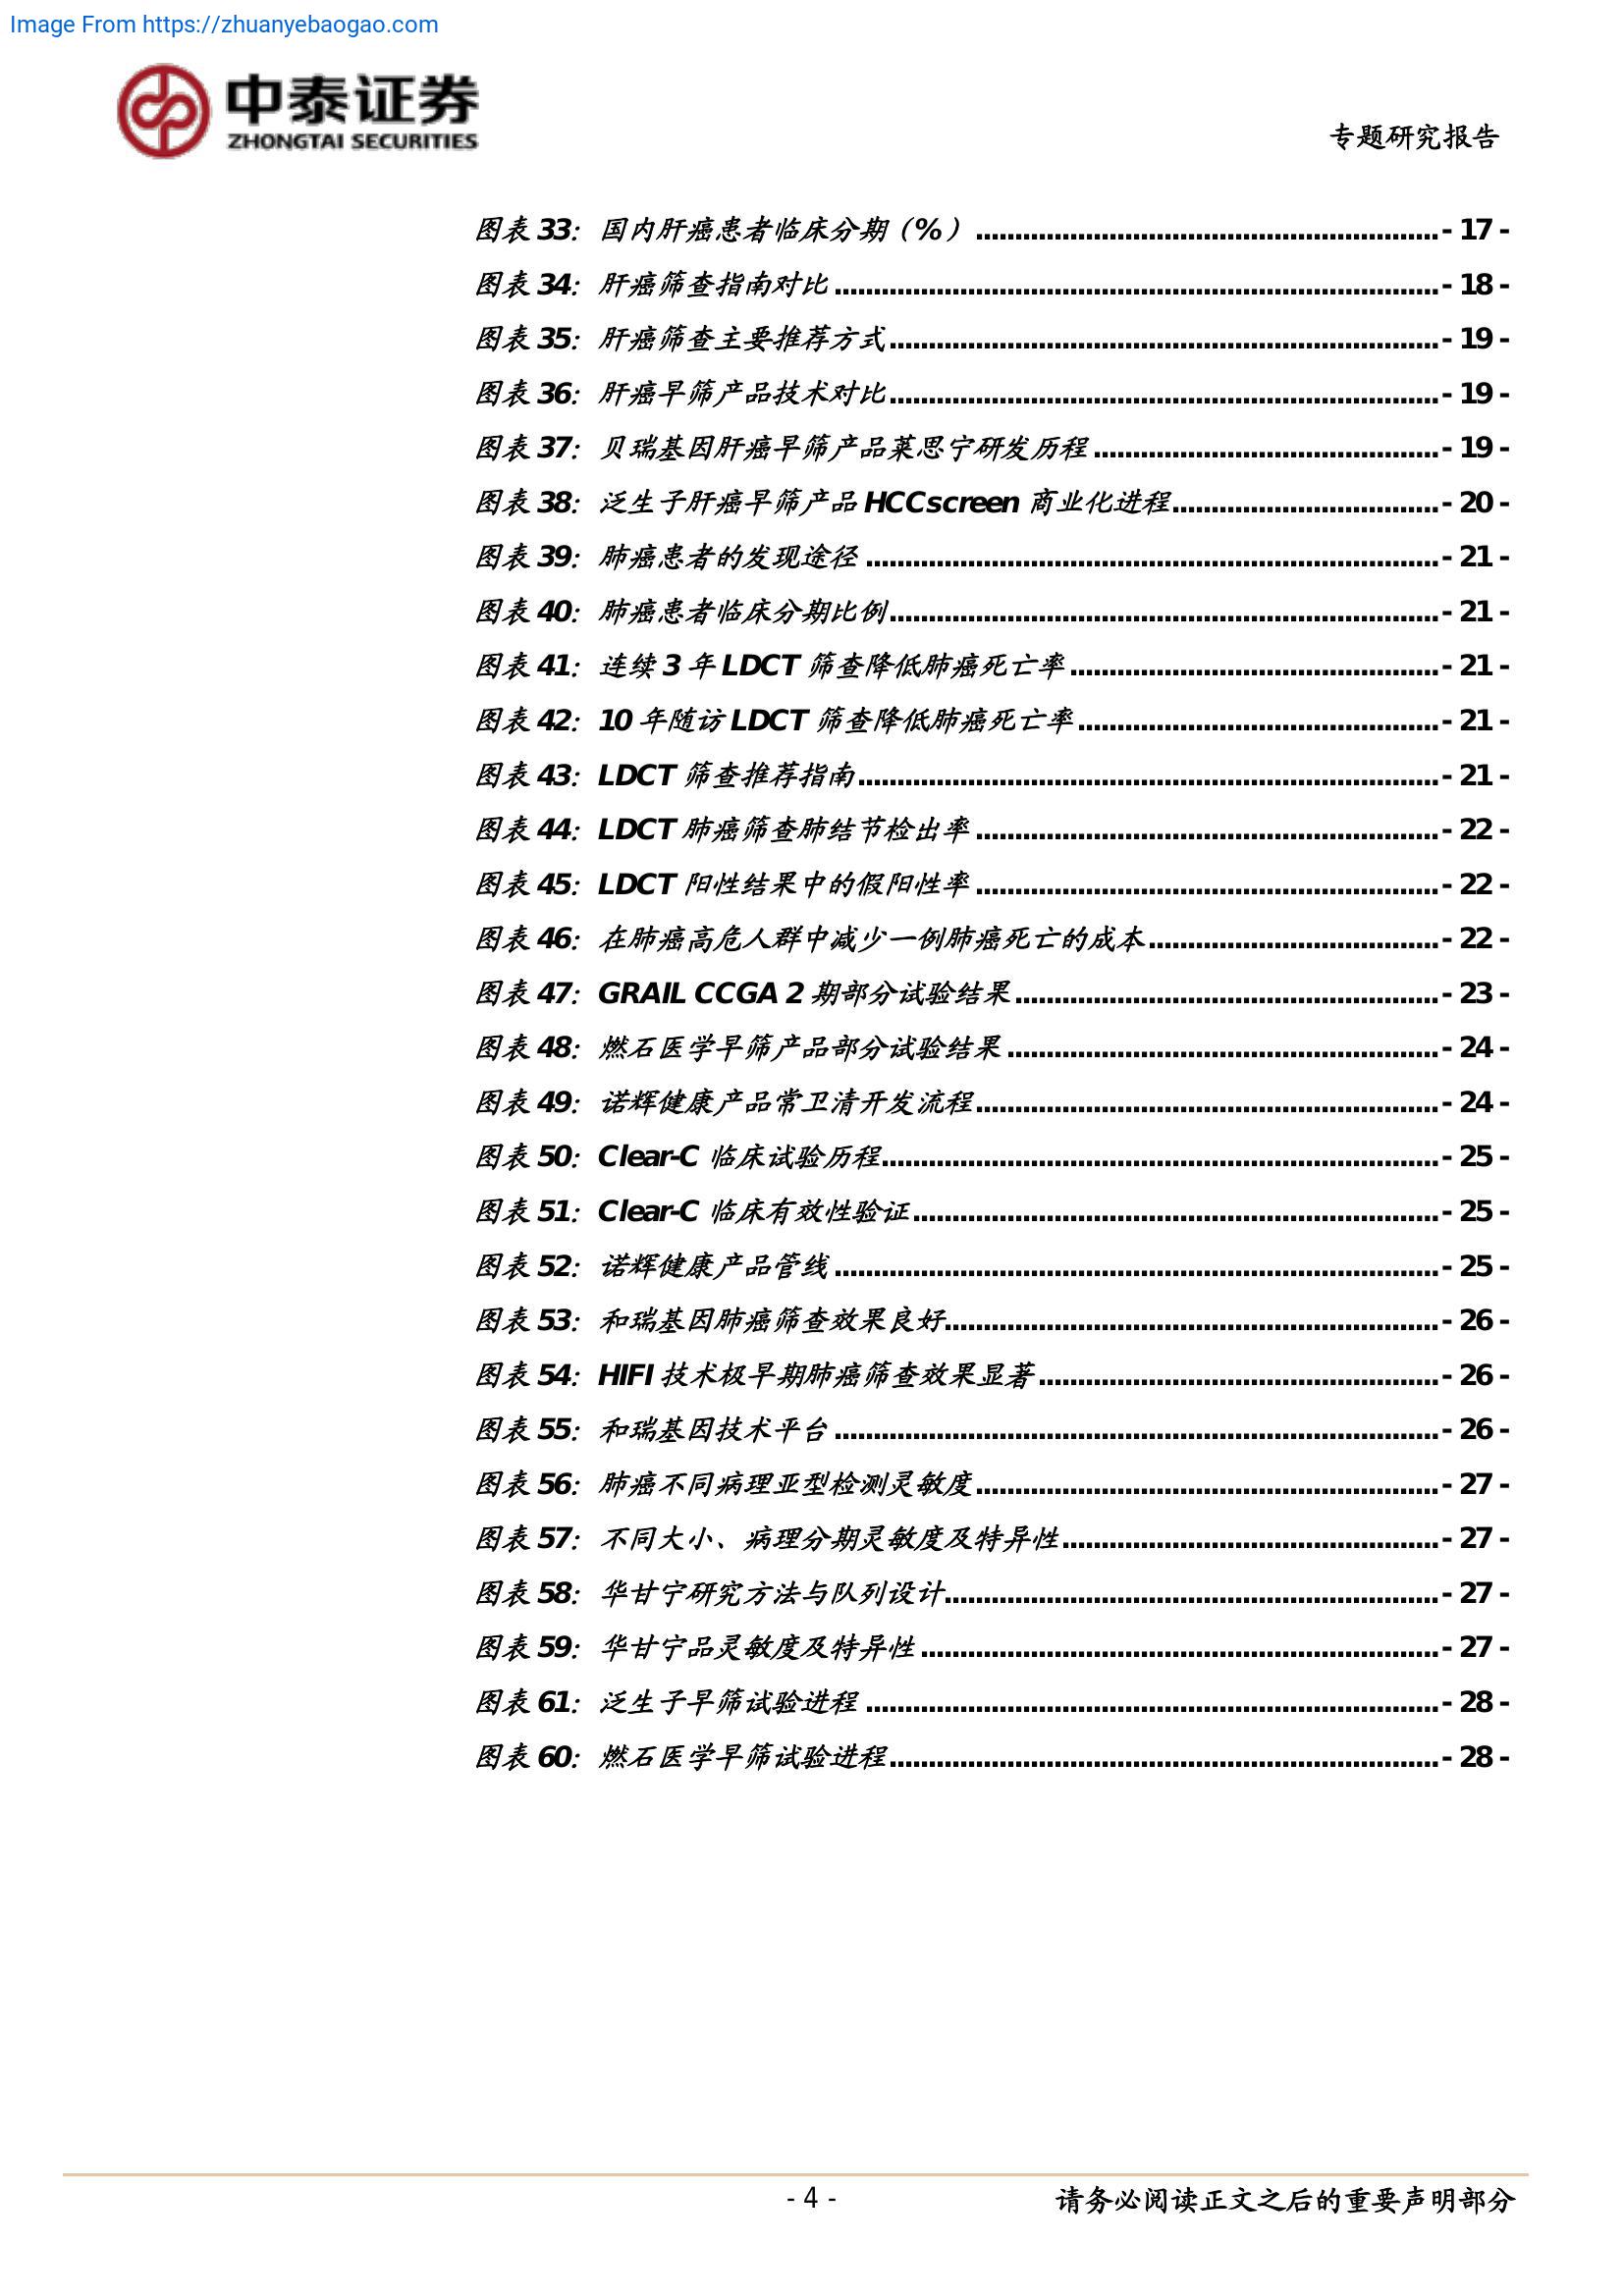 Image From https://zhuanyebaogao.com
中泰证券
ZHONGTAI SECURITIES
专题研究报告
图表 33：国内肝癌患者临床分期（%）......- 17 -
图表 34：肝癌筛查指南对比......- 18 -
图表 35：肝癌筛查主要推荐方式......- 19 -
图表 36：肝癌早筛产品技术对比......- 19 -
图表 37：贝瑞基因肝癌早筛产品莱思宁研发历程......- 19 -
图表 38：泛生子肝癌早筛产品 HCCscreen 商业化进程......- 20 -
图表 39：肺癌患者的发现途径......- 21 -
图表 40：肺癌患者临床分期比例......- 21 -
图表 41：连续 3 年 LDCT 筛查降低肺癌死亡率......- 21 -
图表 42：10 年随访 LDCT 筛查降低肺癌死亡率......- 21 -
图表 43：LDCT 筛查推荐指南......- 21 -
图表 44：LDCT 肺癌筛查肺结节检出率......- 22 -
图表 45：LDCT 阳性结果中的假阳性率......- 22 -
图表 46：在肺癌高危人群中减少一例肺癌死亡的成本......- 22 -
图表 47：GRAIL CCGA 2 期部分试验结果......- 23 -
图表 48：燃石医学早筛产品部分试验结果......- 24 -
图表 49：诺辉健康产品常卫清开发流程......- 24 -
图表 50：Clear-C 临床试验历程......- 25 -
图表 51：Clear-C 临床有效性验证......- 25 -
图表 52：诺辉健康产品管线......- 25 -
图表 53：和瑞基因肺癌筛查效果良好......- 26 -
图表 54：HIFI 技术极早期肺癌筛查效果显著......- 26 -
图表 55：和瑞基因技术平台......- 26 -
图表 56：肺癌不同病理亚型检测灵敏度......- 27 -
图表 57：不同大小、病理分期灵敏度及特异性......- 27 -
图表 58：华甘宁研究方法与队列设计......- 27 -
图表 59：华甘宁品灵敏度及特异性......- 27 -
图表 61：泛生子早筛试验进程......- 28 -
图表 60：燃石医学早筛试验进程......- 28 -
- 4 -
请务必阅读正文之后的重要声明部分